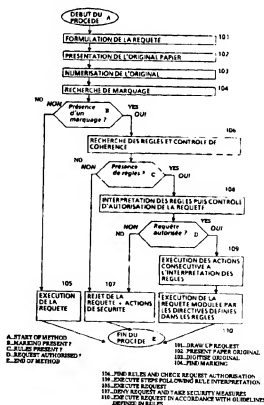 DEBUT DU
PROCEDE A
FORMULATION DE LA REQUÊTE
101
PRESENTATION DE L'ORIGINAL PAPIER
102
NUMERISATION DE L'ORIGINAL
103
RECHERCHE DE MARQUAGE
104
NO NON Présence B YES
d'un OUI
marquage ?
106
RECHERCHE DES REGLES ET CONTROLE DE
COHERENCE
NO NON Présence YES
de règles ? C OUI
108
INTERPRETATION DES REGLES PUIS CONTROLE
D'AUTORISATION DE LA REQUETE
NO NON Requête YES
autorisée ? D OUI
109
EXECUTION DES ACTIONS
CONSECUTIVE A
L'INTERPRETATION DES
REGLES
105
EXECUTION
DE LA
REQUÊTE
107
REJET DE LA
REQUETE + ACTIONS
DE SECURITE
EXECUTION DE LA
REQUÊTE MODULEE PAR
LES DIRECTIVES DEFINIES
DANS LES REGLES
110
FIN DU
PROCEDE E
A...START OF METHOD
B...MARKING PRESENT ?
C...RULES PRESENT ?
D...REQUEST AUTHORISED ?
E...END OF METHOD
101...DRAW UP REQUEST
102...PRESENT PAPER ORIGINAL
103...DIGITISE ORIGINAL
104...FIND MARKING
106...FIND RULES AND CHECK REQUEST AUTHORISATION
109...EXECUTE STEPS FOLLOWING RULE INTERPRETATION
105...EXECUTE REQUEST
107...DENY REQUEST AND TAKE SECURITY MEASURES
110...EXECUTE REQUEST IN ACCORDANCE WITH GUIDELINES
DEFINED IN RULES